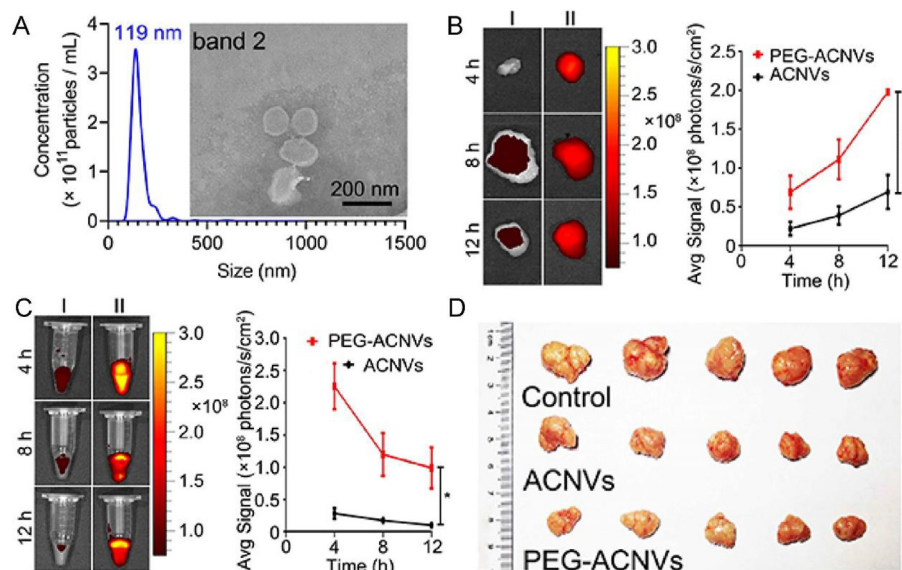 A
119 nm
band 2
200 nm
Concentration
(× 10¹¹particles / mL)
4
3
2
1
0
0
500
1000
1500
Size (nm)
B
I
II
4 h
8 h
12 h
3.0
2.5
×10⁸
2.0
1.5
1.0
Avg Signal (×10⁸ photons/s/cm²)
2.5
2.0
1.5
1.0
0.5
0
PEG-ACNVs
ACNVs
0
4
8
12
Time (h)
C
I
II
4 h
8 h
12 h
3.0
2.5
×10⁸
2.0
1.5
1.0
Avg Signal (×10⁸ photons/s/cm²)
3.0
2.5
2.0
1.5
1.0
0.5
0
PEG-ACNVs
ACNVs
*
0
4
8
12
Time (h)
D
Control
ACNVs
PEG-ACNVs